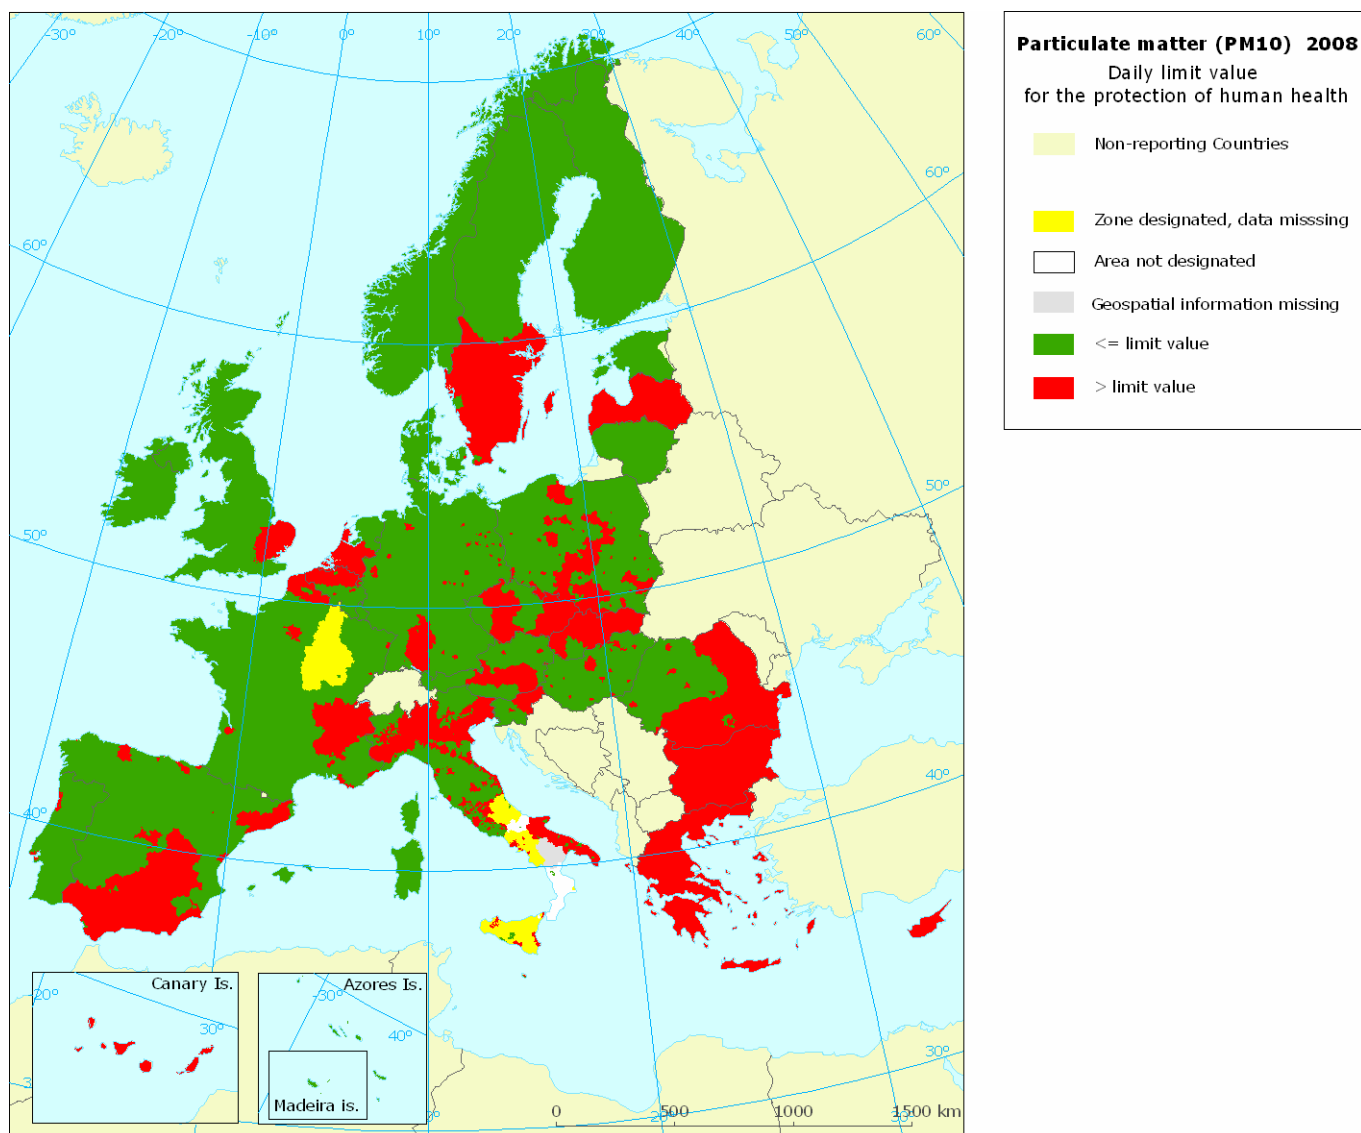 -30° -20° -10° 0° 10° 20° 30° 40° 50° 60°
60° 60°
50° 50°
40° 40°
30°
Canary Is.
-20°
30°
Azores Is.
-30°
40°
Madeira is.
0 500 1000 1500 km
Particulate matter (PM10) 2008
Daily limit value
for the protection of human health
Non-reporting Countries
Zone designated, data misssing
Area not designated
Geospatial information missing
<= limit value
> limit value